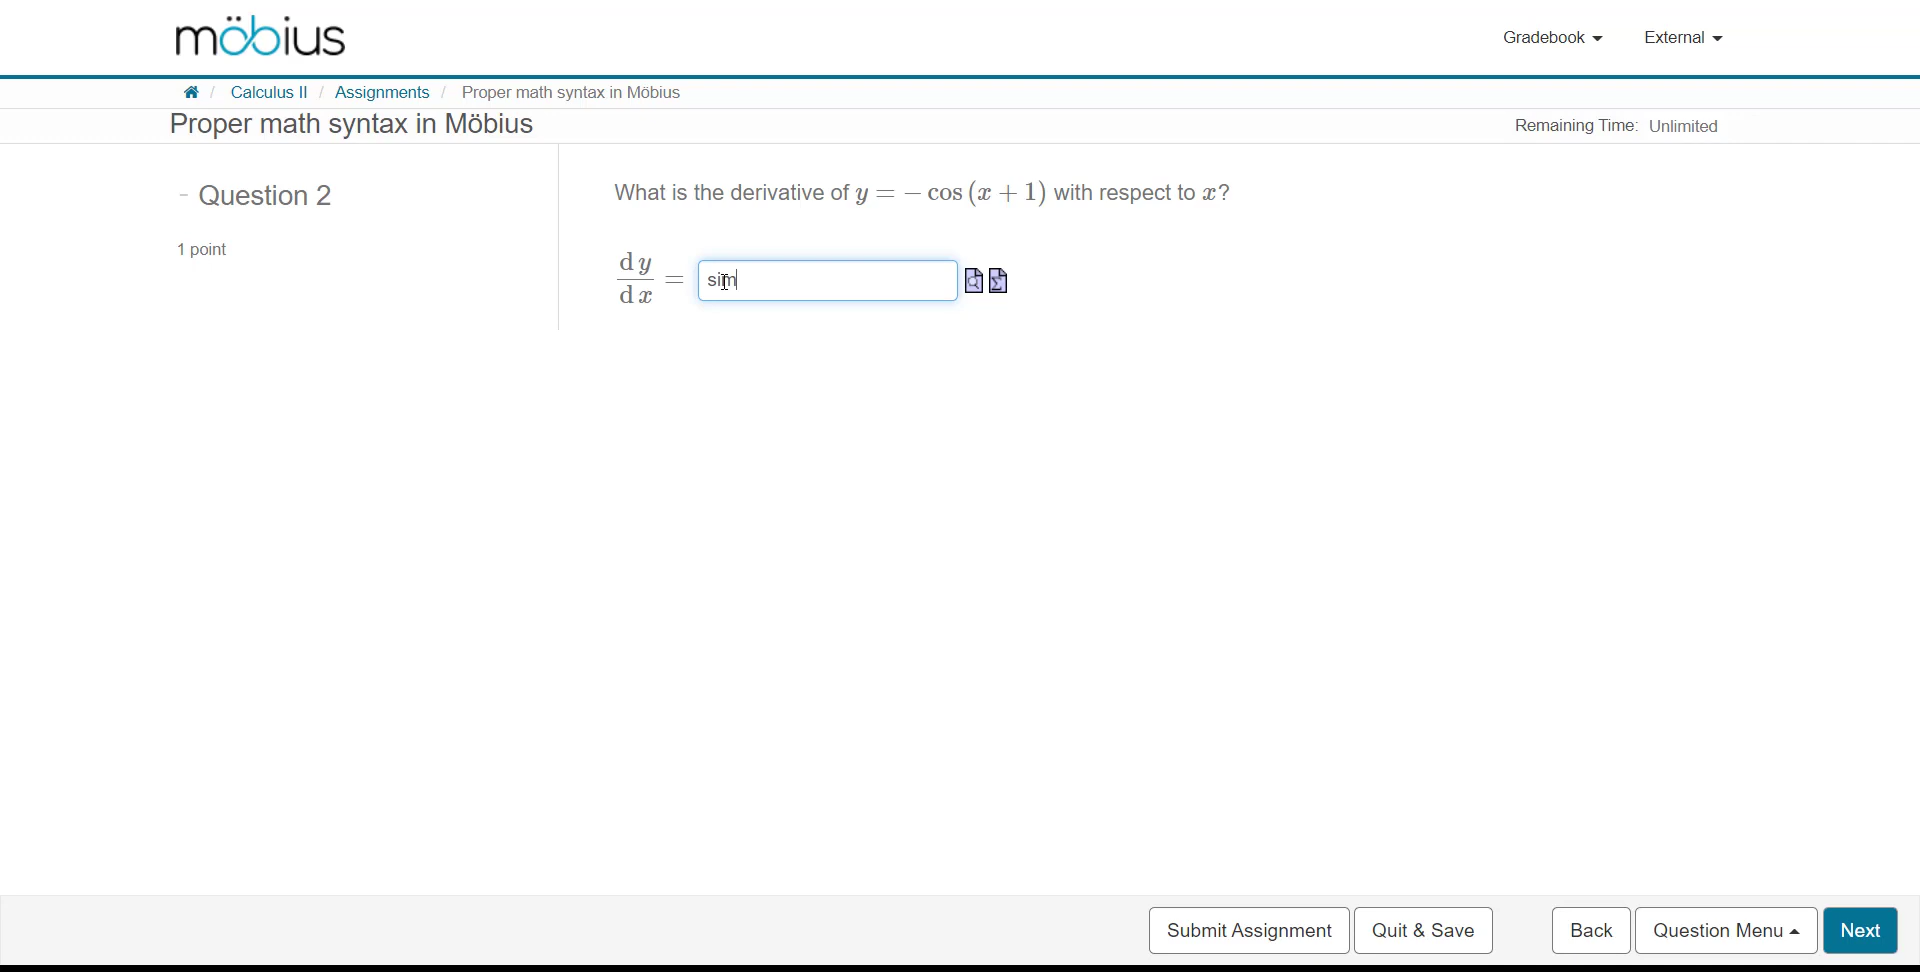 möbius
Gradebook
External
/ Calculus II / Assignments / Proper math syntax in Möbius
Proper math syntax in Möbius
Remaining Time: Unlimited
- Question 2
1 point
What is the derivative of y = − cos (x + 1) with respect to x?
dy
dx
=
sim
Submit Assignment
Quit & Save
Back
Question Menu
Next